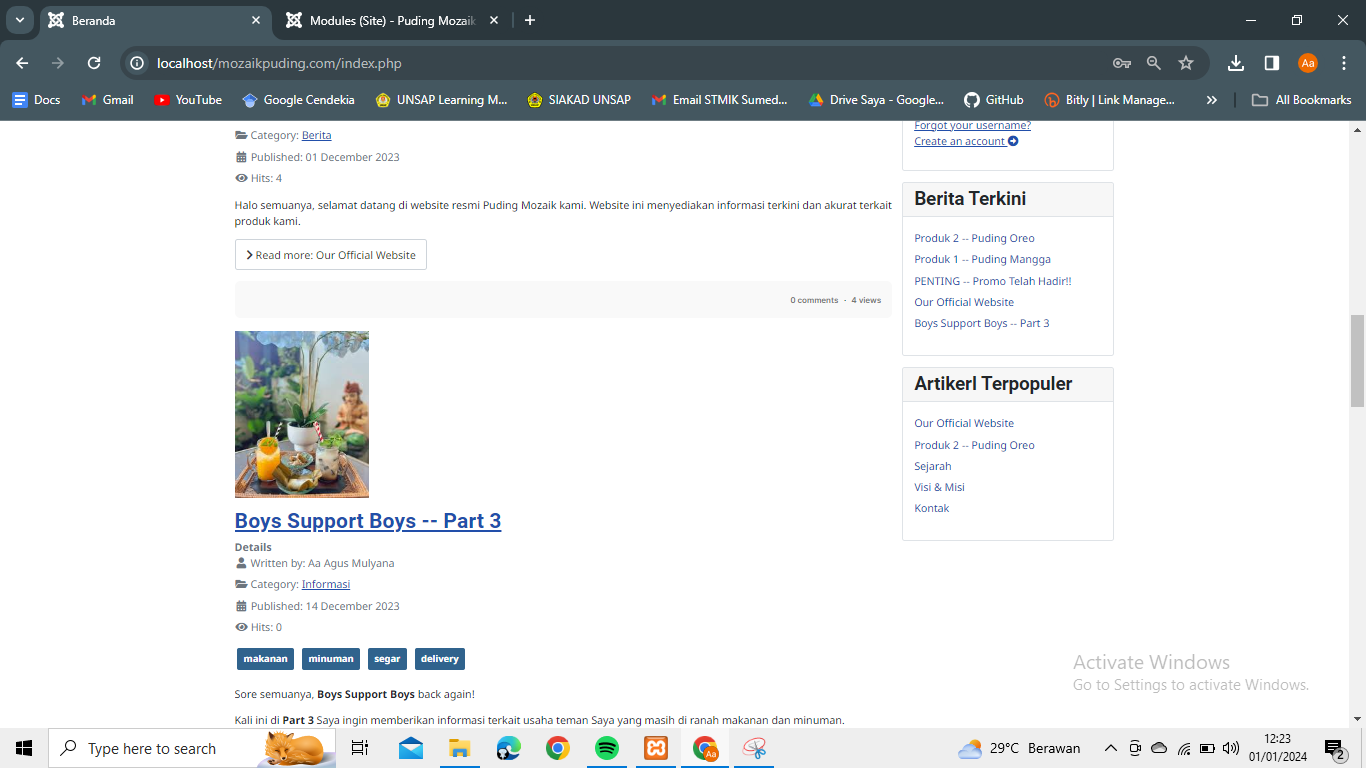 Beranda
Modules (Site) - Puding Mozaik
localhost/mozaikpuding.com/index.php
Docs
Gmail
YouTube
Google Cendekia
UNSAP Learning M...
SIAKAD UNSAP
Email STMIK Sumed...
Drive Saya - Google...
GitHub
Bitly | Link Manage...
»
All Bookmarks
Aa
Category: Berita
Published: 01 December 2023
Hits: 4
Halo semuanya, selamat datang di website resmi Puding Mozaik kami. Website ini menyediakan informasi terkini dan akurat terkait
produk kami.
Read more: Our Official Website
0 comments · 4 views
Boys Support Boys -- Part 3
Details
Written by: Aa Agus Mulyana
Category: Informasi
Published: 14 December 2023
Hits: 0
makanan
minuman
segar
delivery
Sore semuanya, Boys Support Boys back again!
Kali ini di Part 3 Saya ingin memberikan informasi terkait usaha teman Saya yang masih di ranah makanan dan minuman.
Forgot your username?
Create an account
Berita Terkini
Produk 2 -- Puding Oreo
Produk 1 -- Puding Mangga
PENTING -- Promo Telah Hadir!!
Our Official Website
Boys Support Boys -- Part 3
Artikerl Terpopuler
Our Official Website
Produk 2 -- Puding Oreo
Sejarah
Visi & Misi
Kontak
Activate Windows
Go to Settings to activate Windows.
Type here to search
Aa
29°C Berawan
12:23
01/01/2024
2